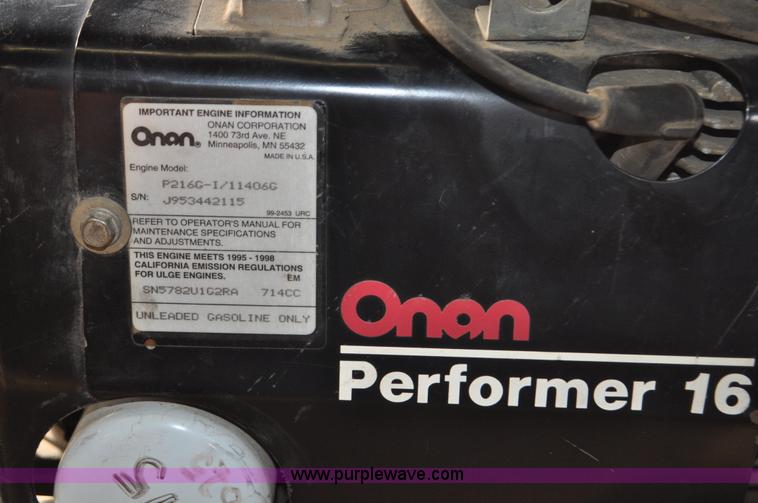 IMPORTANT ENGINE INFORMATION
Onan®
ONAN CORPORATION
1400 73rd Ave. NE
Minneapolis, MN 55432
MADE IN U.S.A.
Engine Model:
P216G-I/11406G
S/N: J953442115
99-2453 URC
REFER TO OPERATOR'S MANUAL FOR
MAINTENANCE SPECIFICATIONS
AND ADJUSTMENTS.
THIS ENGINE MEETS 1995 - 1998
CALIFORNIA EMISSION REGULATIONS
FOR ULGE ENGINES. EM
SN5782U1G2RA 714CC
UNLEADED GASOLINE ONLY
Onan
Performer 16
www.purplewave.com